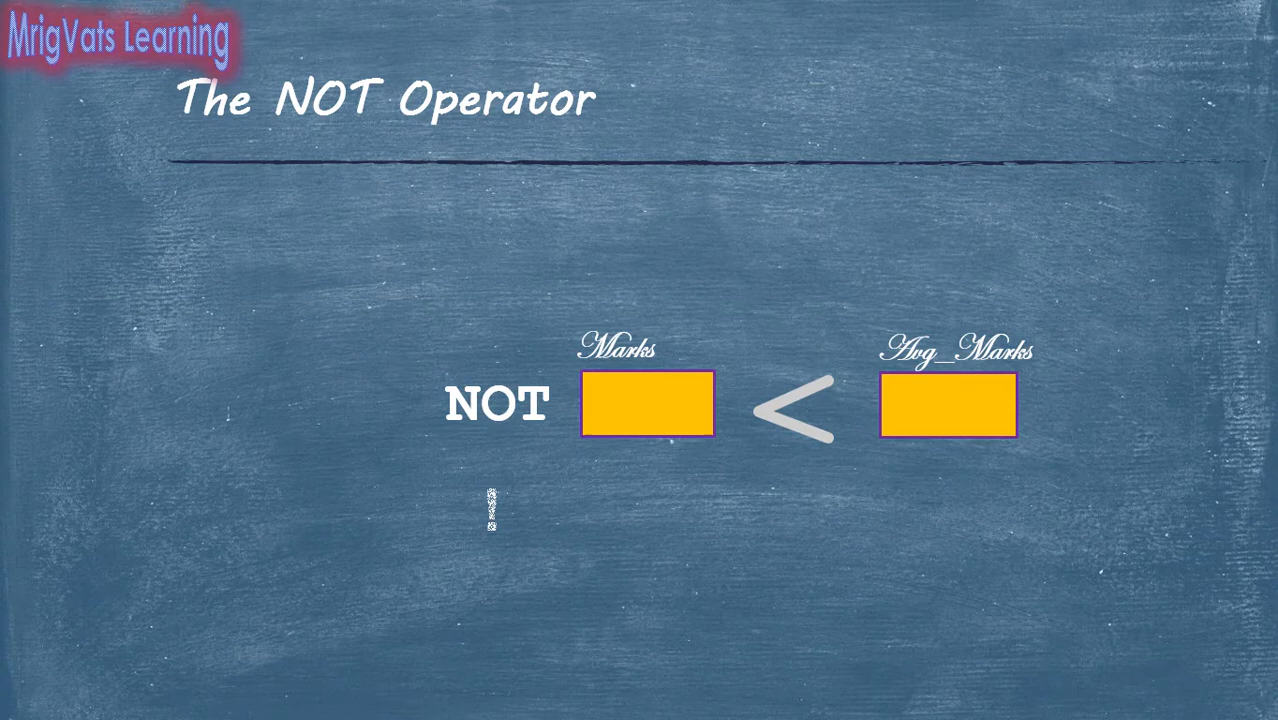 MrigVats Learning
The NOT Operator
Marks
Avg_Marks
NOT <
!